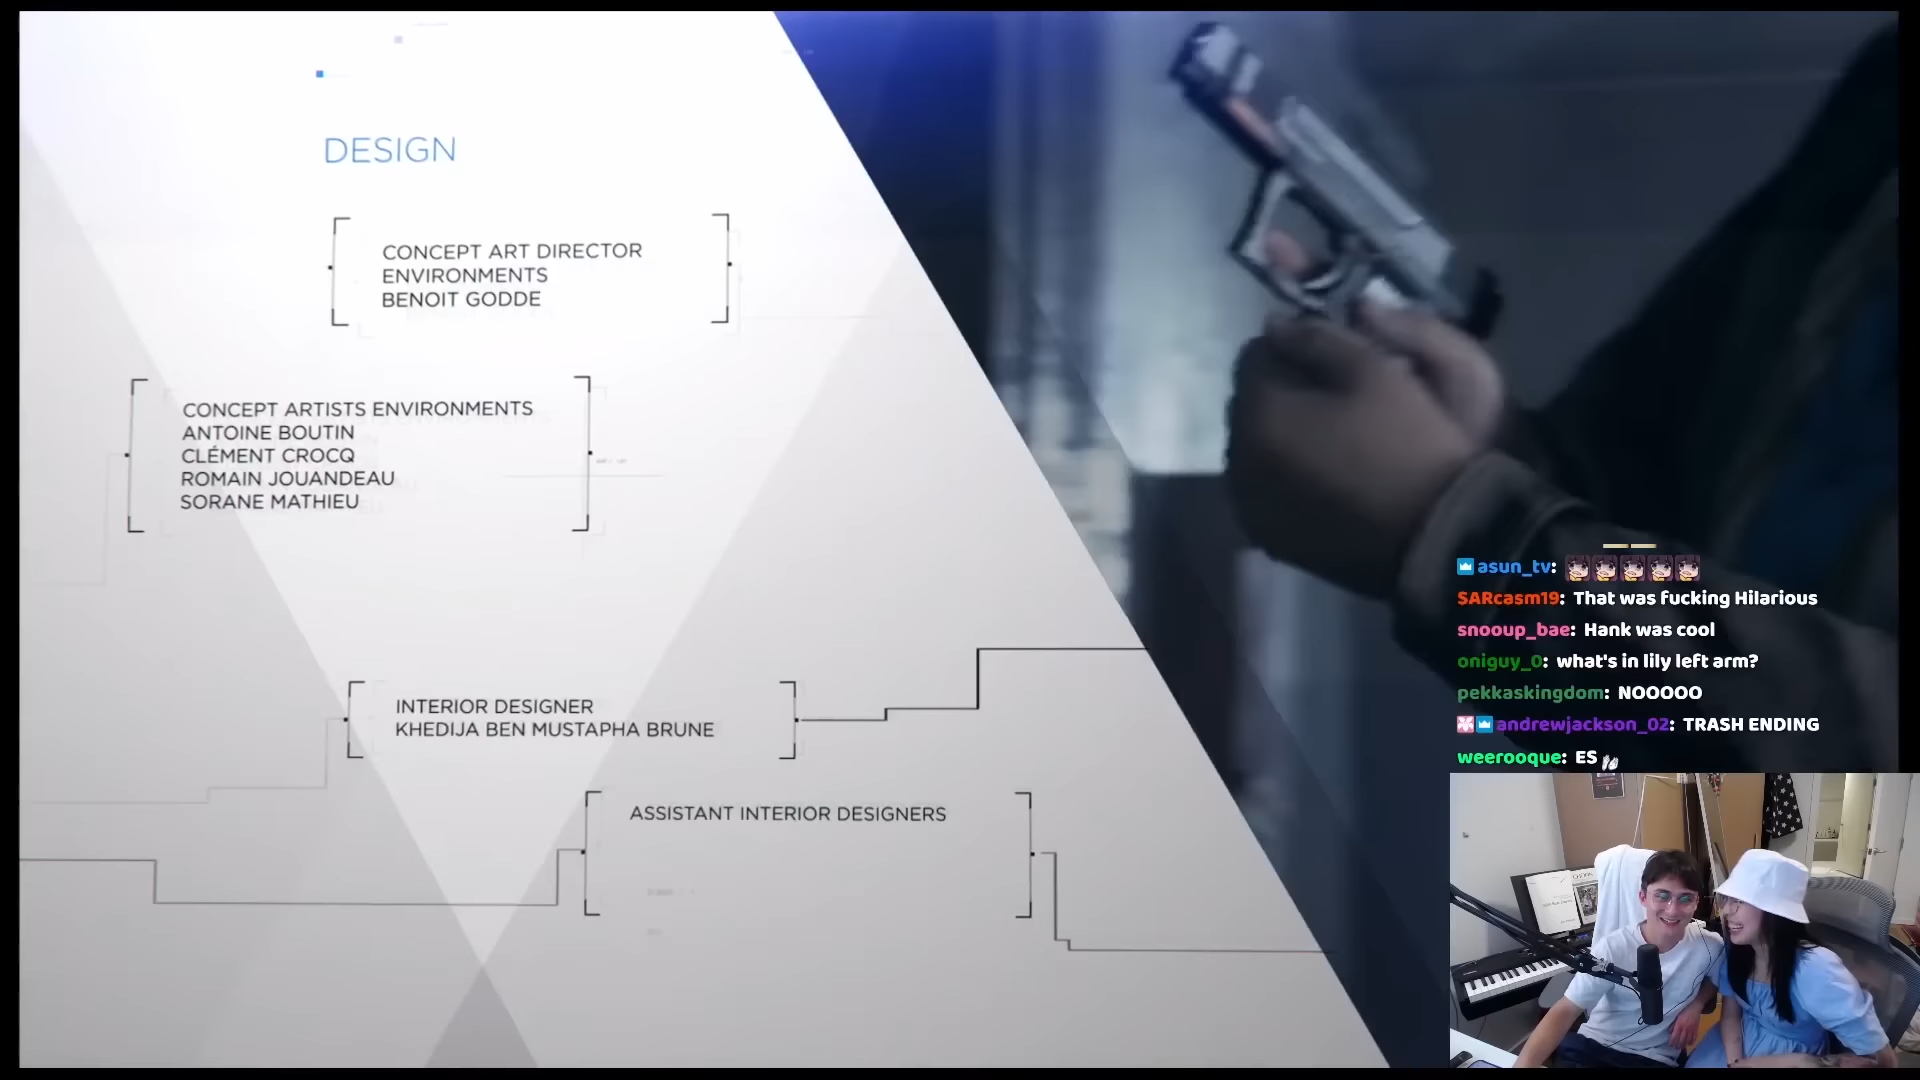 DESIGN
CONCEPT ART DIRECTOR
ENVIRONMENTS
BENOIT GODDE
CONCEPT ARTISTS ENVIRONMENTS
ANTOINE BOUTIN
CLÉMENT CROCQ
ROMAIN JOUANDEAU
SORANE MATHIEU
INTERIOR DESIGNER
KHEDIJA BEN MUSTAPHA BRUNE
ASSISTANT INTERIOR DESIGNERS
asun_tv:
SARcasm19: That was fucking Hilarious
snooup_bae: Hank was cool
oniguy_0: what's in lily left arm?
pekkaskingdom: NOOOOO
andrewjackson_02: TRASH ENDING
weerooque: ES